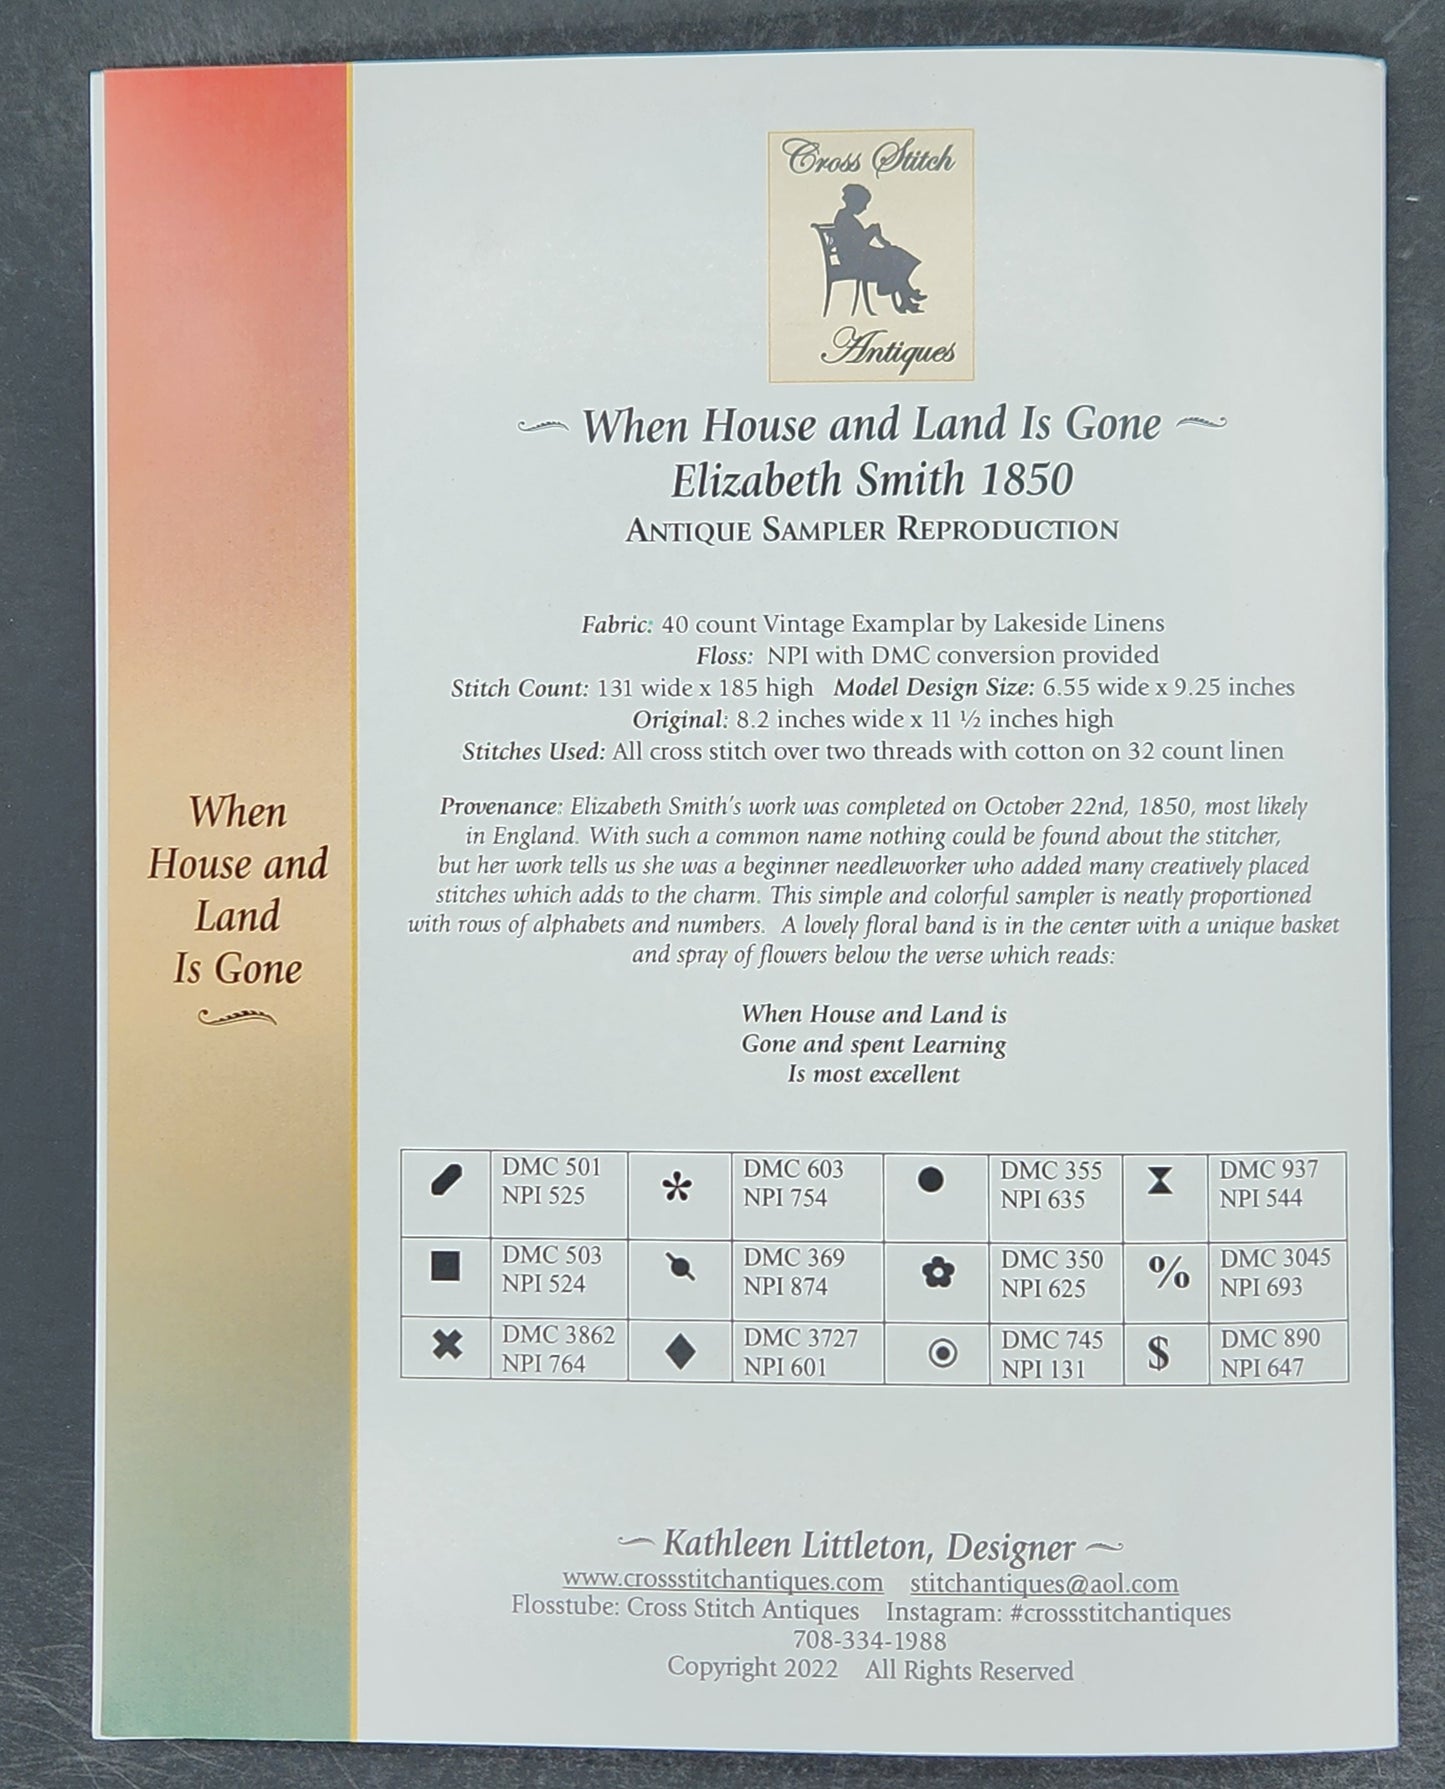 Cross Stitch
Antiques
When House and Land Is Gone
Elizabeth Smith 1850
ANTIQUE SAMPLER REPRODUCTION
Fabric: 40 count Vintage Examplar by Lakeside Linens
Floss: NPI with DMC conversion provided
Stitch Count: 131 wide x 185 high Model Design Size: 6.55 wide x 9.25 inches
Original: 8.2 inches wide x 11 ½ inches high
Stitches Used: All cross stitch over two threads with cotton on 32 count linen
Provenance: Elizabeth Smith's work was completed on October 22nd, 1850, most likely
in England. With such a common name nothing could be found about the stitcher,
but her work tells us she was a beginner needleworker who added many creatively placed
stitches which adds to the charm. This simple and colorful sampler is neatly proportioned
with rows of alphabets and numbers. A lovely floral band is in the center with a unique basket
and spray of flowers below the verse which reads:
When House and Land is
Gone and spent Learning
Is most excellent
When
House and
Land
Is Gone
DMC 501 DMC 603 DMC 355 DMC 937
NPI 525 NPI 754 NPI 635 NPI 544
DMC 503 DMC 369 DMC 350 % DMC 3045
NPI 524 NPI 874 NPI 625 NPI 693
DMC 3862 DMC 3727 DMC 745 $ DMC 890
NPI 764 NPI 601 NPI 131 NPI 647
Kathleen Littleton, Designer
www.crossstitchantiques.com stitchantiques@aol.com
Flosstube: Cross Stitch Antiques Instagram: #crossstitchantiques
708-334-1988
Copyright 2022 All Rights Reserved